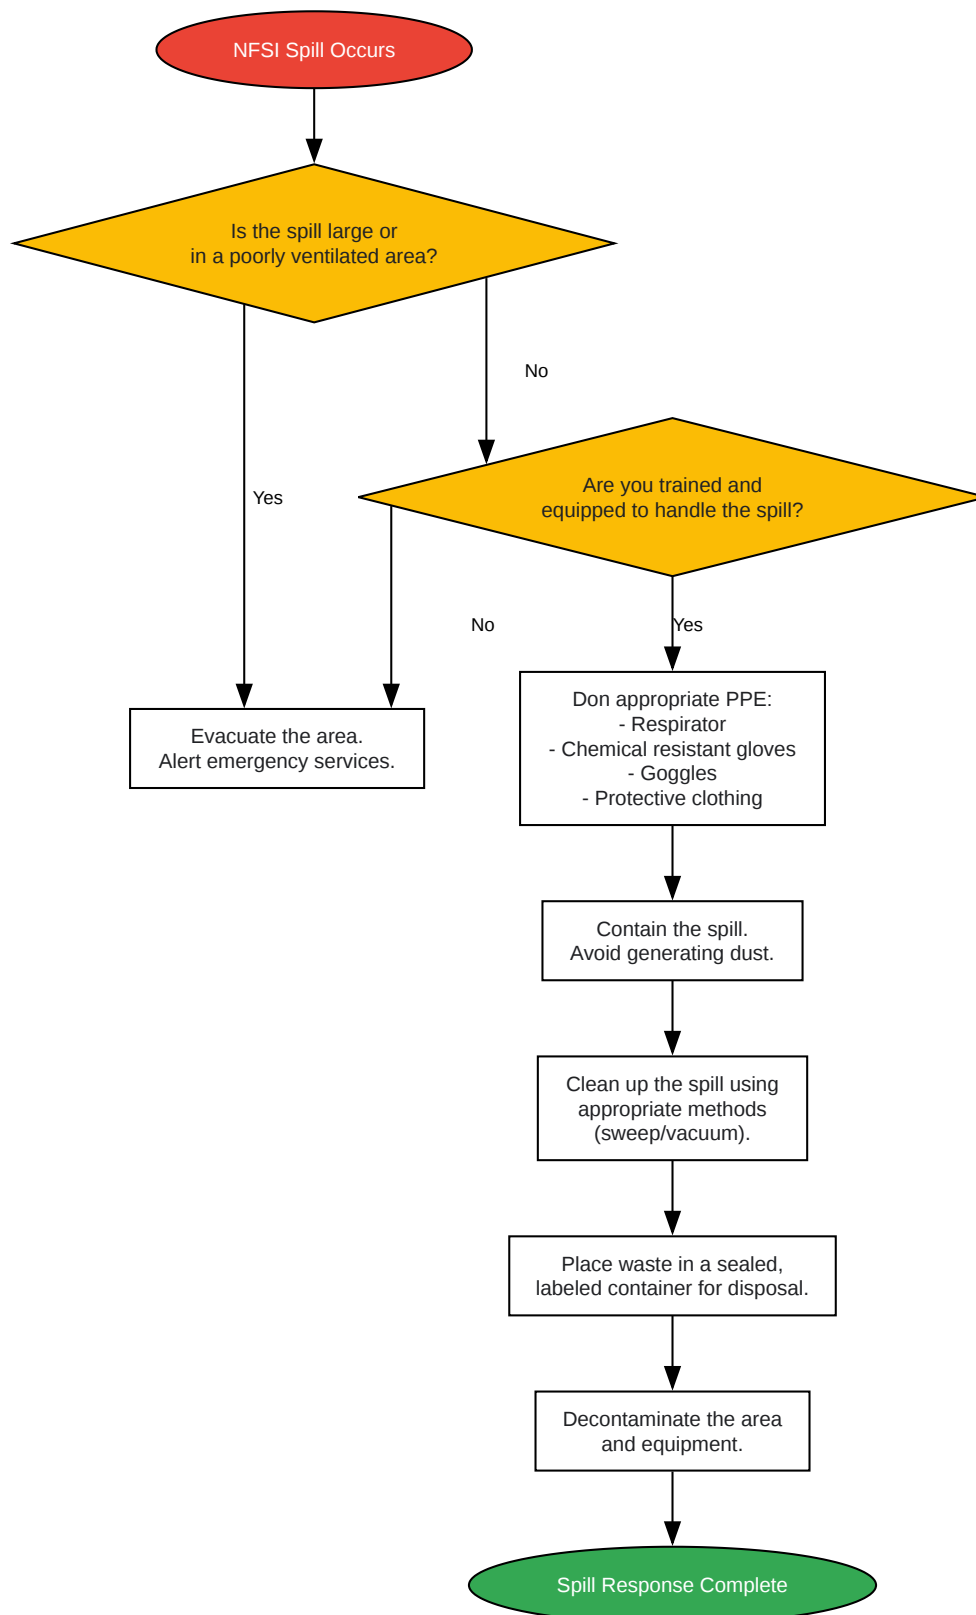 NFSI Spill Occurs
Is the spill large or
in a poorly ventilated area?
No
Are you trained and
equipped to handle the spill?
Yes
No
Yes
Evacuate the area.
Alert emergency services.
Don appropriate PPE:
- Respirator
- Chemical resistant gloves
- Goggles
- Protective clothing
Contain the spill.
Avoid generating dust.
Clean up the spill using
appropriate methods
(sweep/vacuum).
Place waste in a sealed,
labeled container for disposal.
Decontaminate the area
and equipment.
Spill Response Complete